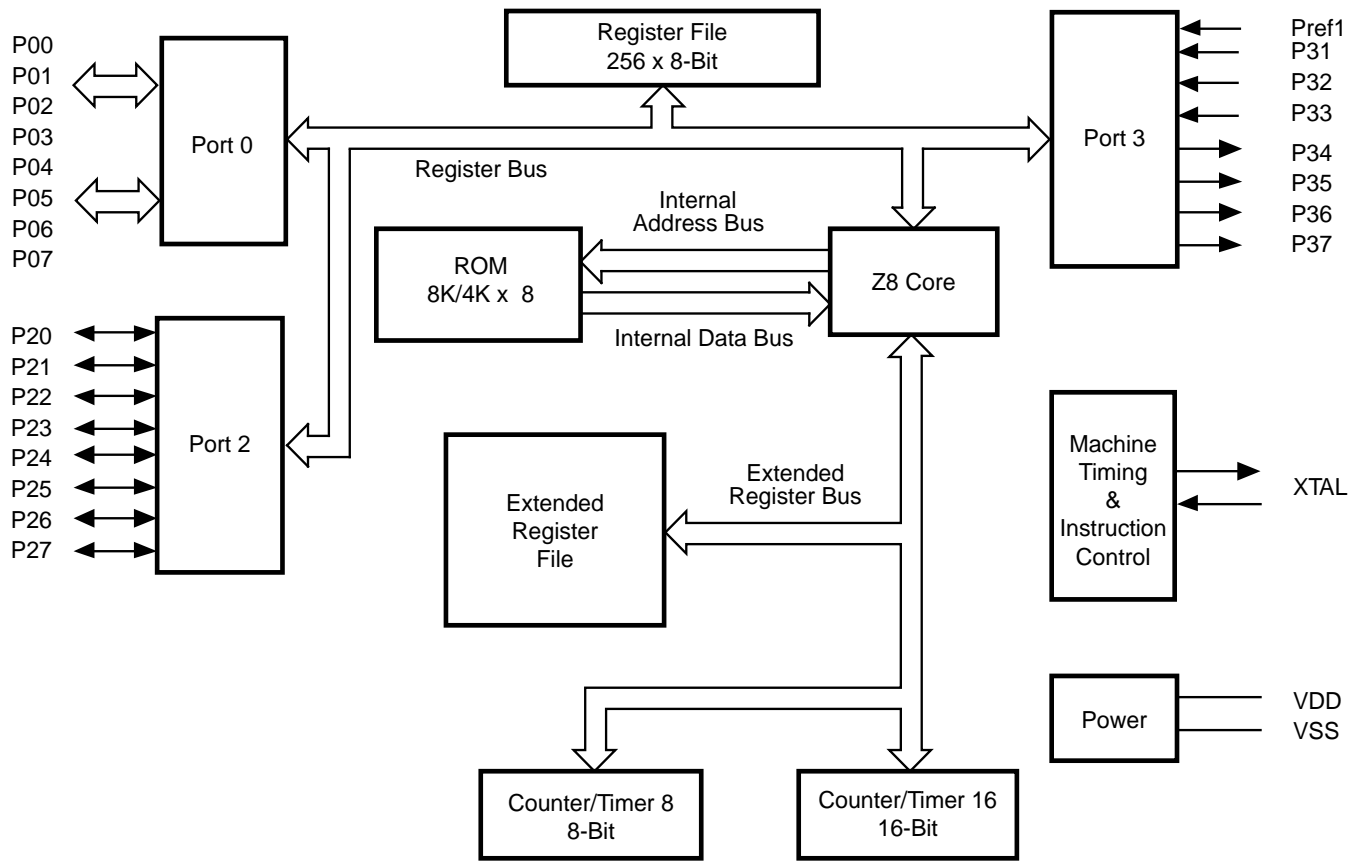 P00
P01
P02
P03
P04
P05
P06
P07
Port 0
Register File
256 x 8-Bit
Port 3
Pref1
P31
P32
P33
P34
P35
P36
P37
Register Bus
Internal
Address Bus
ROM
8K/4K x 8
Z8 Core
Internal Data Bus
P20
P21
P22
P23
P24
P25
P26
P27
Port 2
Extended
Register
File
Extended
Register Bus
Machine
Timing
&
Instruction
Control
XTAL
Power
VDD
VSS
Counter/Timer 8
8-Bit
Counter/Timer 16
16-Bit